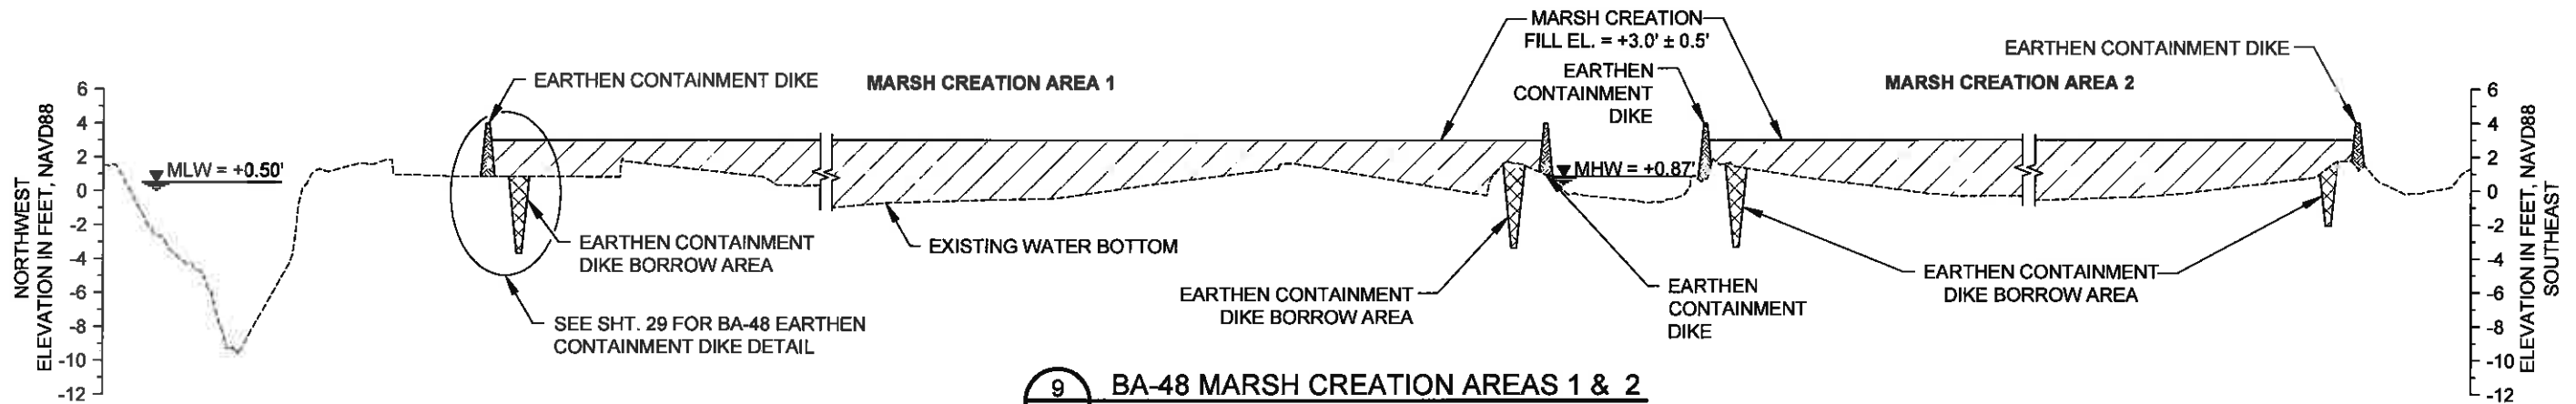 MARSH CREATION
FILL EL. = +3.0' ± 0.5'
EARTHEN CONTAINMENT DIKE
EARTHEN CONTAINMENT DIKE
MARSH CREATION AREA 1
EARTHEN
CONTAINMENT
DIKE
MARSH CREATION AREA 2
NORTHWEST
ELEVATION IN FEET, NAVD88
6
4
2
0
-2
-4
-6
-8
-10
-12
MLW = +0.50'
MHW = +0.87'
EARTHEN CONTAINMENT
DIKE BORROW AREA
EXISTING WATER BOTTOM
SEE SHT. 29 FOR BA-48 EARTHEN
CONTAINMENT DIKE DETAIL
EARTHEN CONTAINMENT
DIKE BORROW AREA
EARTHEN
CONTAINMENT
DIKE
EARTHEN CONTAINMENT
DIKE BORROW AREA
6
4
2
0
-2
-4
-6
-8
-10
-12
ELEVATION IN FEET, NAVD88
SOUTHEAST
9 BA-48 MARSH CREATION AREAS 1 & 2